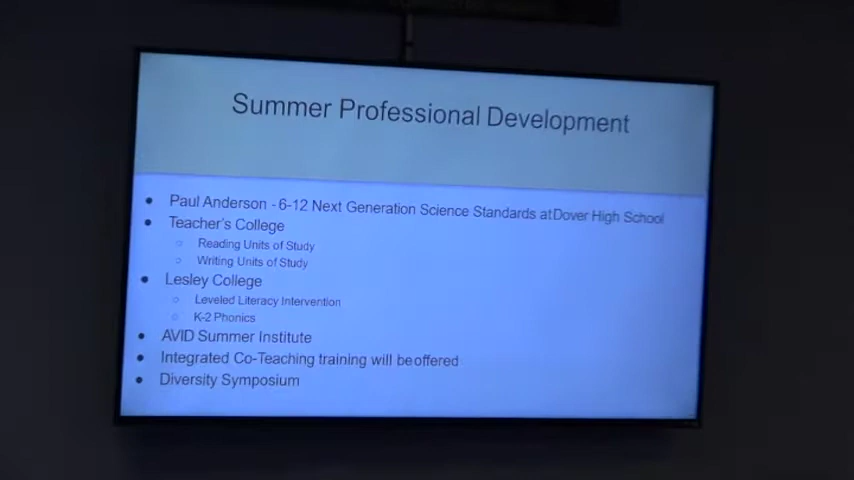 Summer Professional Development
● Paul Anderson - 6-12 Next Generation Science Standards at Dover High School
● Teacher's College
○ Reading Units of Study
○ Writing Units of Study
● Lesley College
○ Leveled Literacy Intervention
○ K-2 Phonics
● AVID Summer Institute
● Integrated Co-Teaching training will be offered
● Diversity Symposium